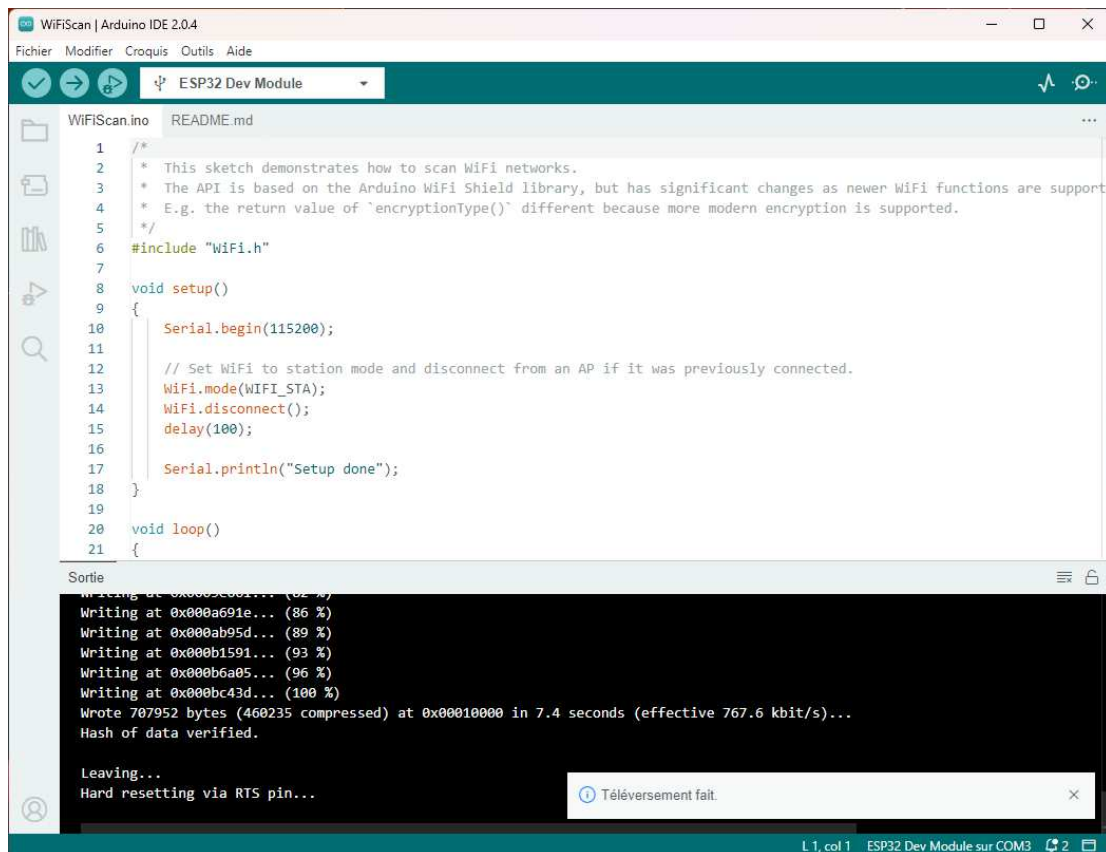 WiFiScan | Arduino IDE 2.0.4
Fichier Modifier Croquis Outils Aide
ESP32 Dev Module
WiFiScan.ino README.md
1 /*
2 * This sketch demonstrates how to scan WiFi networks.
3 * The API is based on the Arduino WiFi Shield library, but has significant changes as newer WiFi functions are support
4 * E.g. the return value of `encryptionType()` different because more modern encryption is supported.
5 */
6 #include "WiFi.h"
7
8 void setup()
9 {
10 Serial.begin(115200);
11
12 // Set WiFi to station mode and disconnect from an AP if it was previously connected.
13 WiFi.mode(WIFI_STA);
14 WiFi.disconnect();
15 delay(100);
16
17 Serial.println("Setup done");
18 }
19
20 void loop()
21 {
Sortie
Writing at (82 %)
Writing at 0x000a691e... (86 %)
Writing at 0x000ab95d... (89 %)
Writing at 0x000b1591... (93 %)
Writing at 0x000b6a05... (96 %)
Writing at 0x000bc43d... (100 %)
Wrote 707952 bytes (460235 compressed) at 0x00010000 in 7.4 seconds (effective 767.6 kbit/s)...
Hash of data verified.
Leaving...
Hard resetting via RTS pin...
Téléversement fait.
L 1, col 1 ESP32 Dev Module sur COM3 2